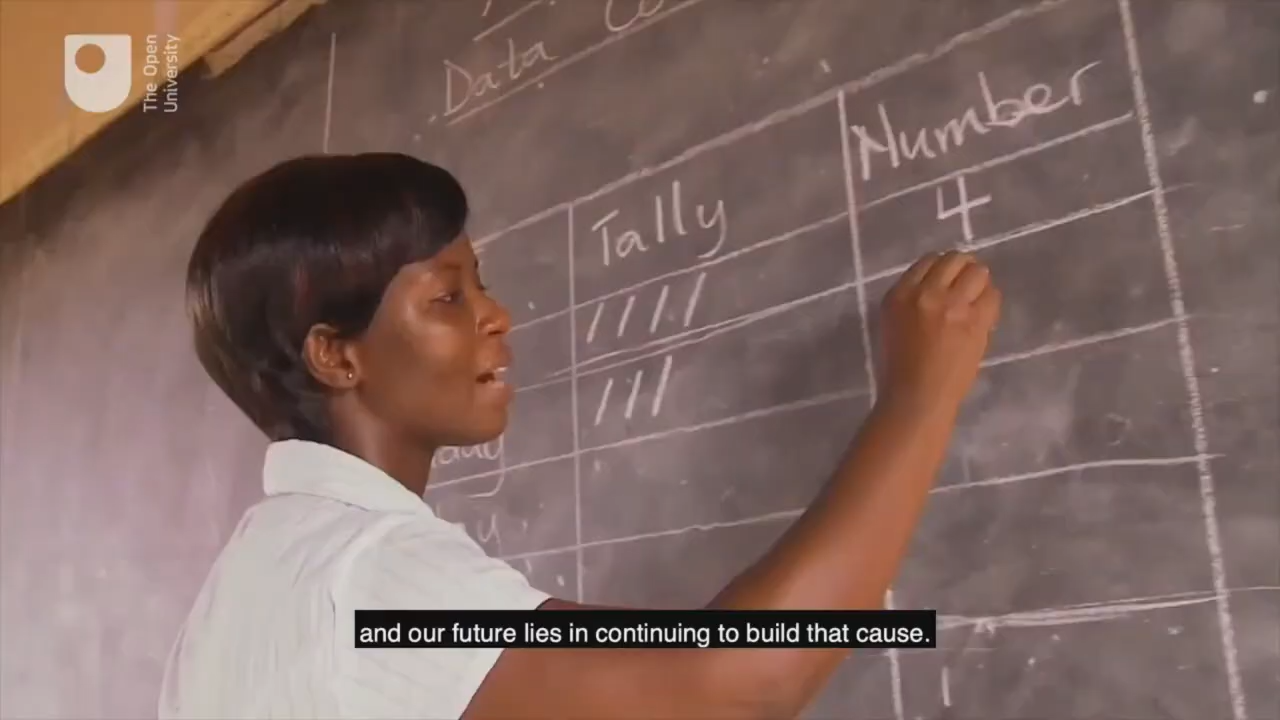 The Open
University
Data
Tally
Number
4
and our future lies in continuing to build that cause.